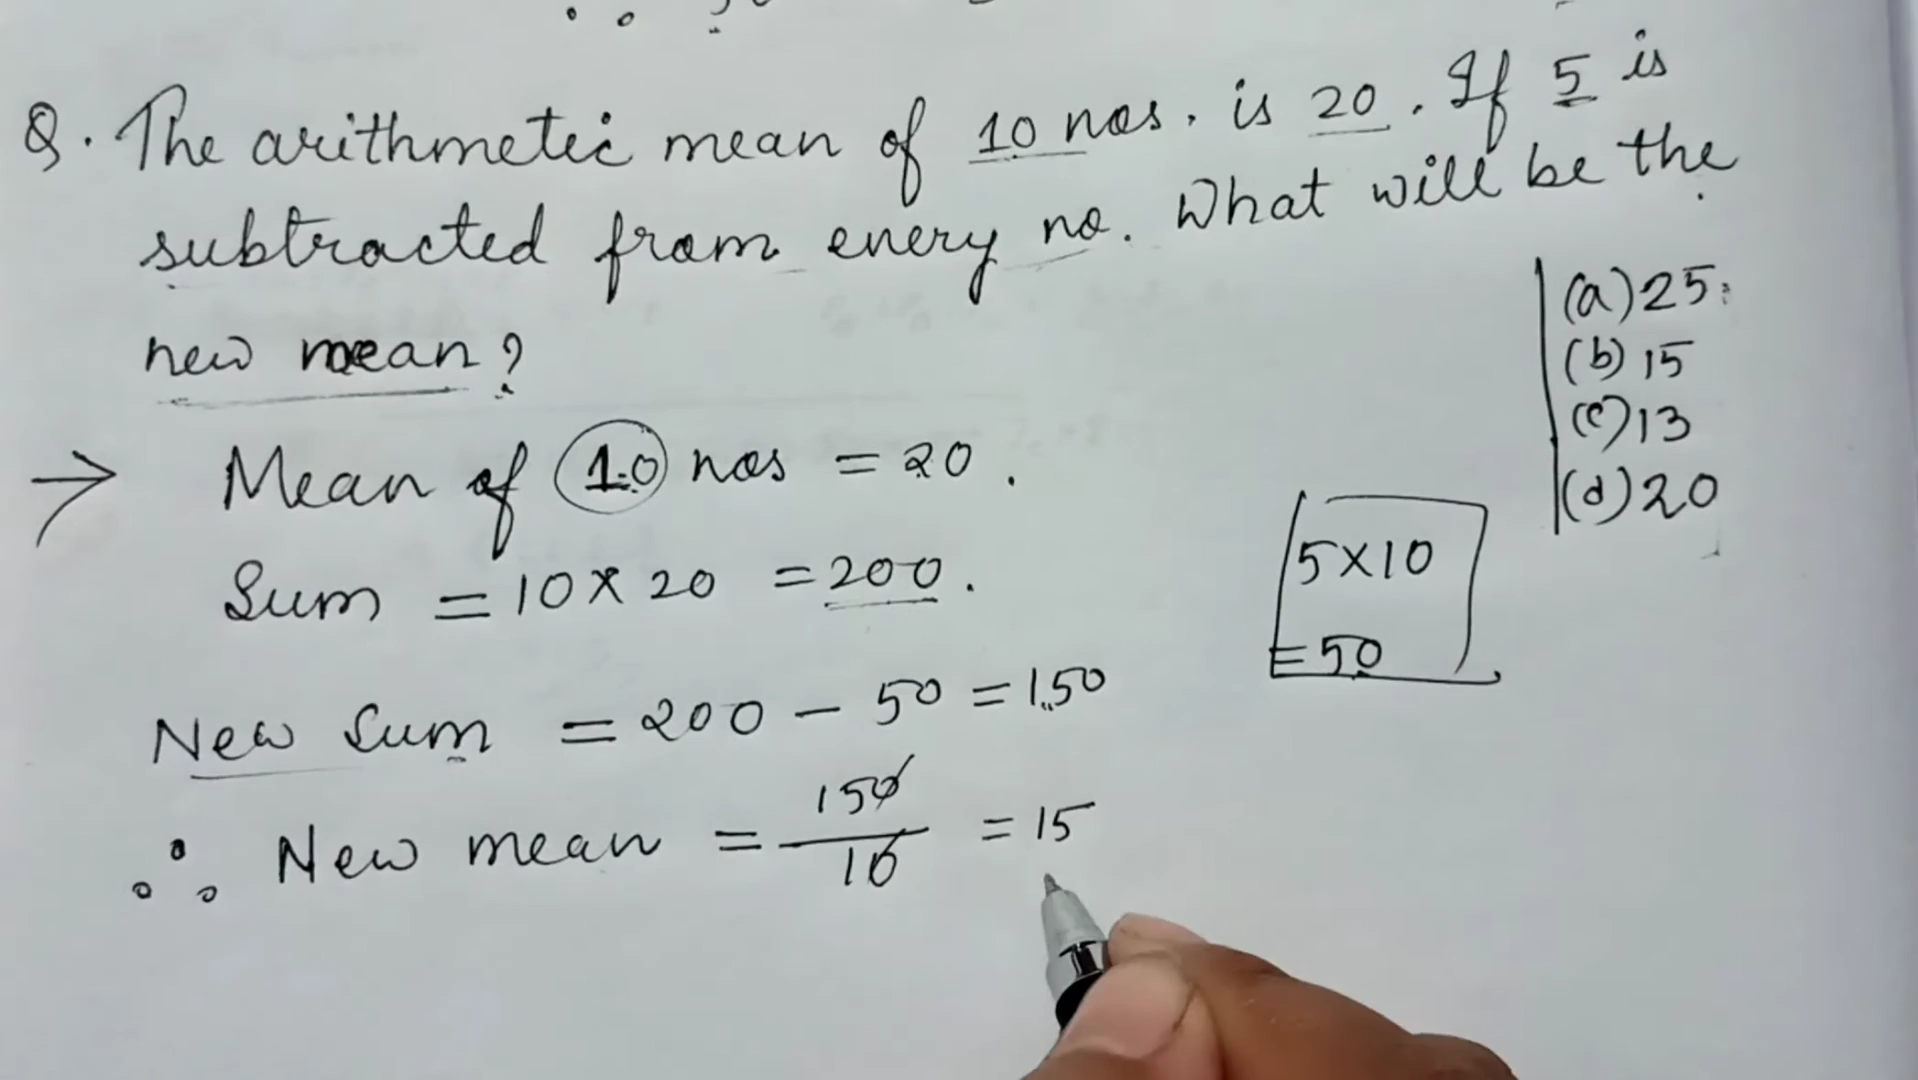 Q. The arithmetic mean of 10 nos. is 20. If 5 is
subtracted from every no. What will be the
new mean?
(a) 25
(b) 15
(c) 13
(d) 20
→ Mean of 10 nos = 20.
Sum = 10 × 20 = 200.
5×10
= 50
New Sum = 200 - 50 = 150
∴ New mean = 150/10 = 15